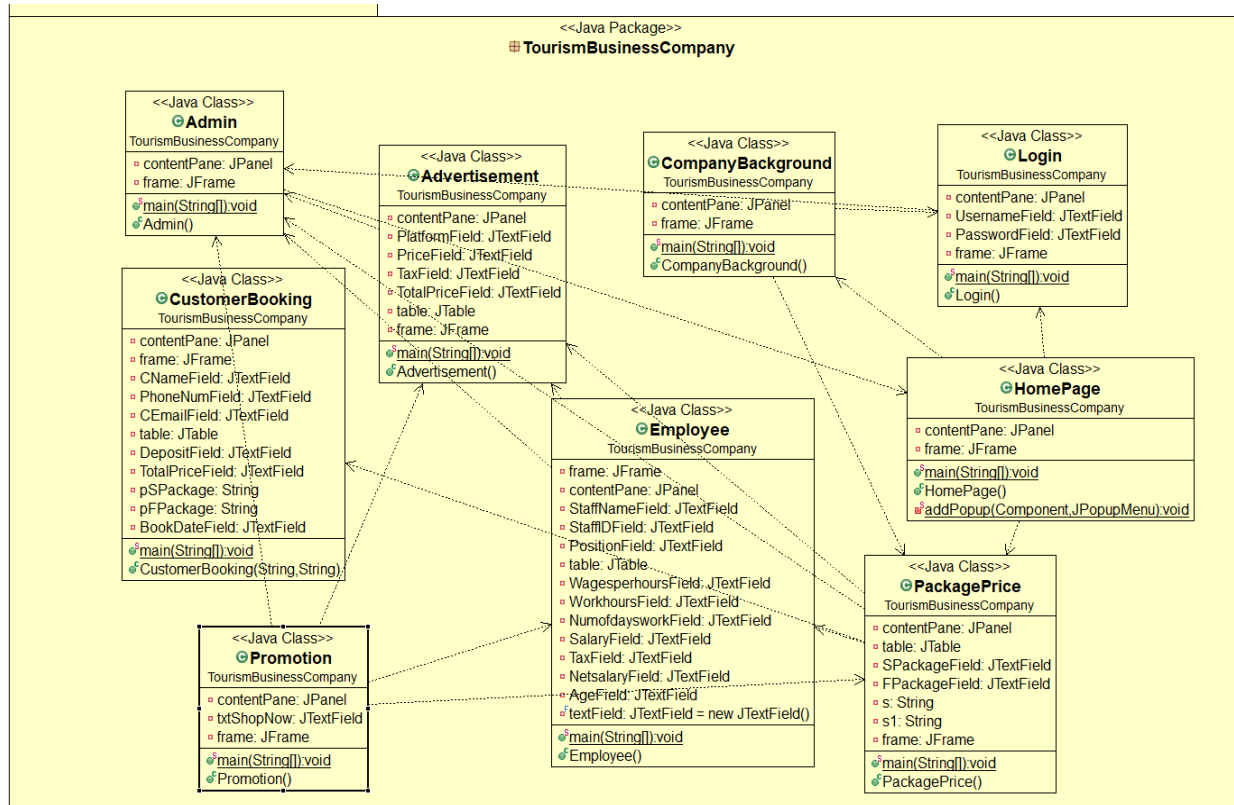 <<Java Package>>
TourismBusinessCompany
<<Java Class>>
Admin
TourismBusinessCompany
contentPane: JPanel
frame: JFrame
main(String[]):void
Admin()
<<Java Class>>
Advertisement
TourismBusinessCompany
contentPane: JPanel
PlatformField: JTextField
PriceField: JTextField
TaxField: JTextField
TotalPriceField: JTextField
table: JTable
frame: JFrame
main(String[]):void
Advertisement()
<<Java Class>>
CompanyBackground
TourismBusinessCompany
contentPane: JPanel
frame: JFrame
main(String[]):void
CompanyBackground()
<<Java Class>>
Login
TourismBusinessCompany
contentPane: JPanel
UsernameField: JTextField
PasswordField: JTextField
frame: JFrame
main(String[]):void
Login()
<<Java Class>>
CustomerBooking
TourismBusinessCompany
contentPane: JPanel
frame: JFrame
CNameField: JTextField
PhoneNumField: JTextField
CEmailField: JTextField
table: JTable
DepositField: JTextField
TotalPriceField: JTextField
pSPackage: String
pFPackage: String
BookDateField: JTextField
main(String[]):void
CustomerBooking(String,String)
<<Java Class>>
HomePage
TourismBusinessCompany
contentPane: JPanel
frame: JFrame
main(String[]):void
HomePage()
addPopup(Component,JPopupMenu):void
<<Java Class>>
Employee
TourismBusinessCompany
frame: JFrame
contentPane: JPanel
StaffNameField: JTextField
StaffIDField: JTextField
PositionField: JTextField
table: JTable
WagesperhoursField: JTextField
WorkhoursField: JTextField
NumofdaysworkField: JTextField
SalaryField: JTextField
TaxField: JTextField
NetsalaryField: JTextField
AgeField: JTextField
textField: JTextField = new JTextField()
main(String[]):void
Employee()
<<Java Class>>
PackagePrice
TourismBusinessCompany
contentPane: JPanel
table: JTable
SPackageField: JTextField
FPackageField: JTextField
s: String
s1: String
frame: JFrame
main(String[]):void
PackagePrice()
<<Java Class>>
Promotion
TourismBusinessCompany
contentPane: JPanel
txtShopNow: JTextField
frame: JFrame
main(String[]):void
Promotion()